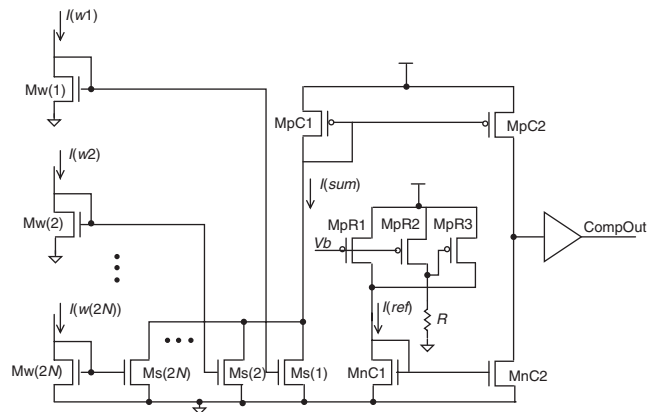 I(w1)
Mw(1)
MpC1
MpC2
I(w2)
I(sum)
MpR1
MpR2
MpR3
Mw(2)
Vb
CompOut
I(w(2N))
I(ref)
R
Mw(2N)
Ms(2N)
Ms(2)
Ms(1)
MnC1
MnC2